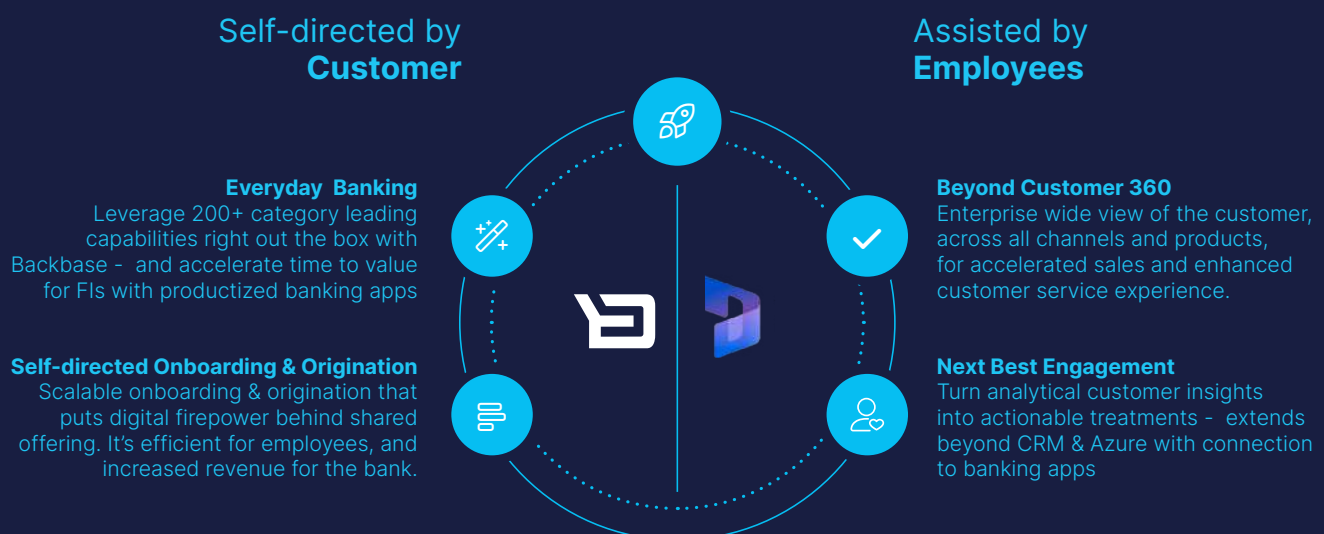 Self-directed by
Customer
Assisted by
Employees
Everyday  Banking
Leverage 200+ category leading
capabilities right out the box with
Backbase -  and accelerate time to value
for FIs with productized banking apps
Self-directed Onboarding & Origination
Scalable onboarding & origination that
puts digital firepower behind shared
offering. It’s efficient for employees, and
increased revenue for the bank.
Beyond Customer 360
Enterprise wide view of the customer,
across all channels and products,
for accelerated sales and enhanced
customer service experience.
Next Best Engagement
Turn analytical customer insights
into actionable treatments -  extends
beyond CRM & Azure with connection
to banking apps